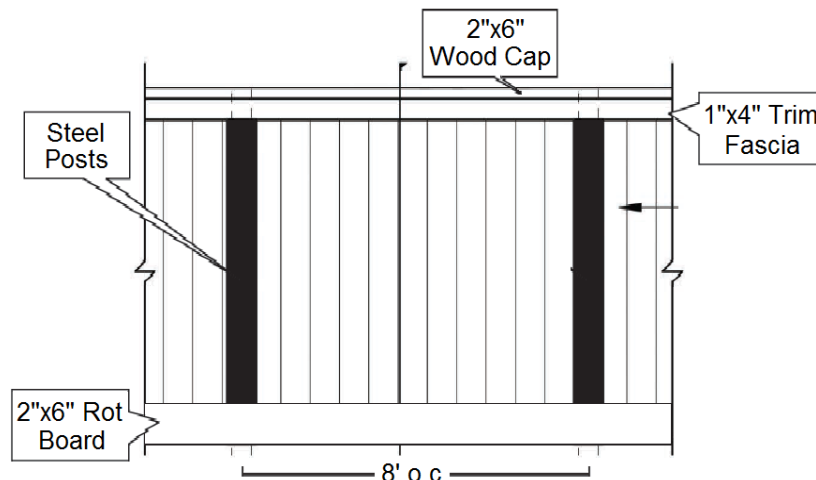 2"x6"
Wood Cap
1"x4" Trim
Fascia
Steel
Posts
2"x6" Rot
Board
8' o c